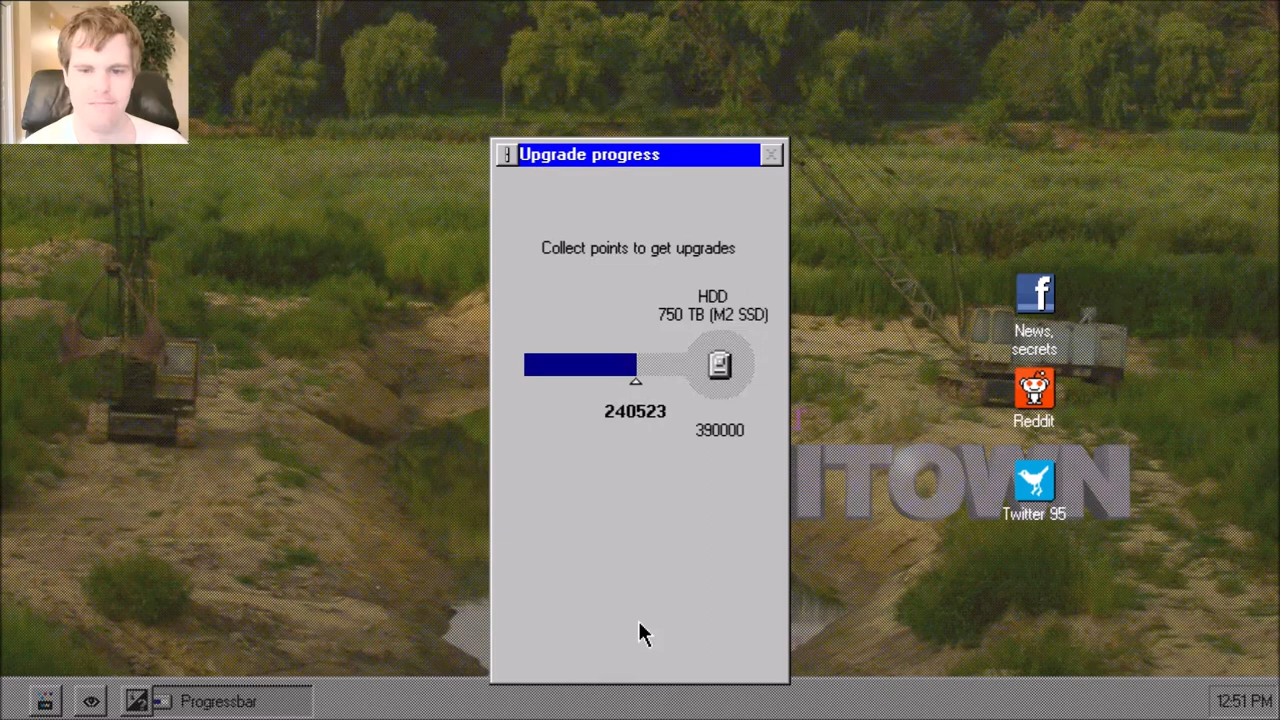 Upgrade progress
Collect points to get upgrades
HDD
750 TB (M2 SSD)
240523
390000
News,
secrets
Reddit
ITOWN
Twitter 95
Progressbar
12:51 PM